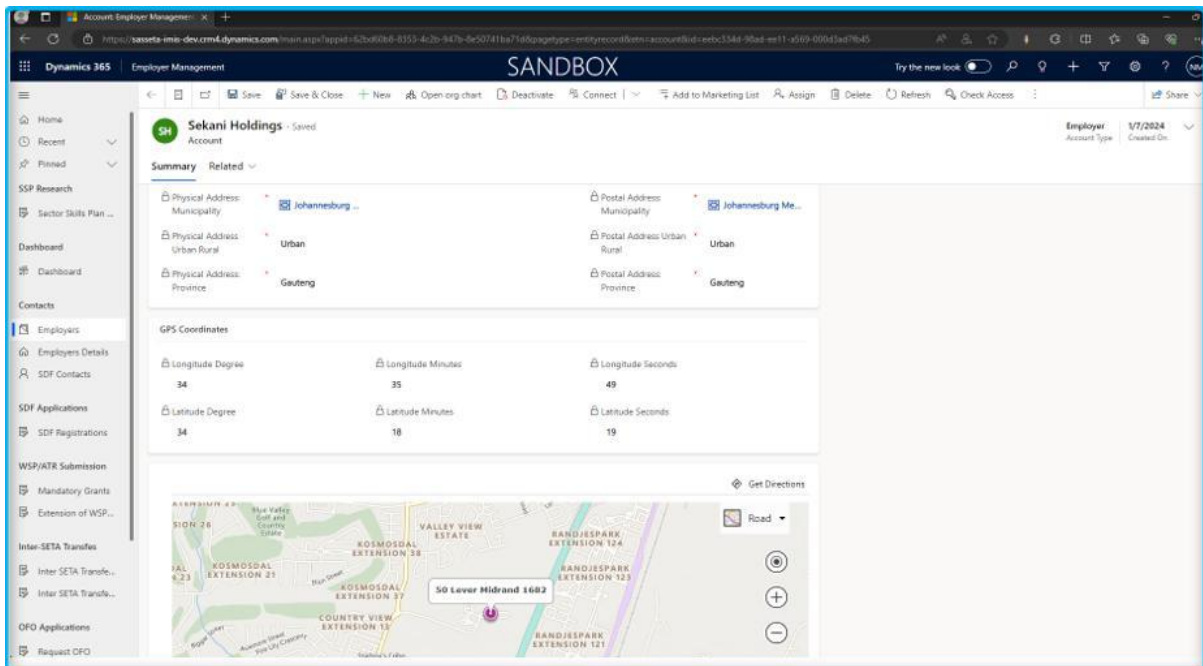 Account: Employer Managemen
https://sasseta-imis-dev.crm4.dynamics.com/main.aspx?appid=
Dynamics 365 Employer Management SANDBOX Try the new look NM
Save Save & Close New Open org chart Deactivate Connect Add to Marketing List Assign Delete Refresh Check Access Share
Home
Recent
Pinned
SSP Research
Sector Skills Plan ...
Dashboard
Dashboard
Contacts
Employers
Employers Details
SDF Contacts
SDF Applications
SDF Registrations
WSP/ATR Submission
Mandatory Grants
Extension of WSP...
Inter-SETA Transfes
Inter SETA Transfe...
Inter SETA Transfe...
OFO Applications
Request OFO
SH Sekani Holdings - Saved
Account
Employer 1/7/2024
Account Type Created On
Summary Related
Physical Address: Municipality * Johannesburg ...
Postal Address Municipality * Johannesburg Me...
Physical Address Urban Rural * Urban
Postal Address Urban Rural * Urban
Physical Address: Province * Gauteng
Postal Address Province * Gauteng
GPS Coordinates
Longitude Degree Longitude Minutes Longitude Seconds
34 35 49
Latitude Degree Latitude Minutes Latitude Seconds
34 18 19
Get Directions
Road
Blue Valley Golf and Country Estate
VALLEY VIEW ESTATE
KOSMOSDAL EXTENSION 38
RANDJESPARK EXTENSION 124
KOSMOSDAL EXTENSION 21
RANDJESPARK EXTENSION 123
KOSMOSDAL EXTENSION 37
50 Lever Midrand 1682
COUNTRY VIEW EXTENSION 13
RANDJESPARK EXTENSION 121